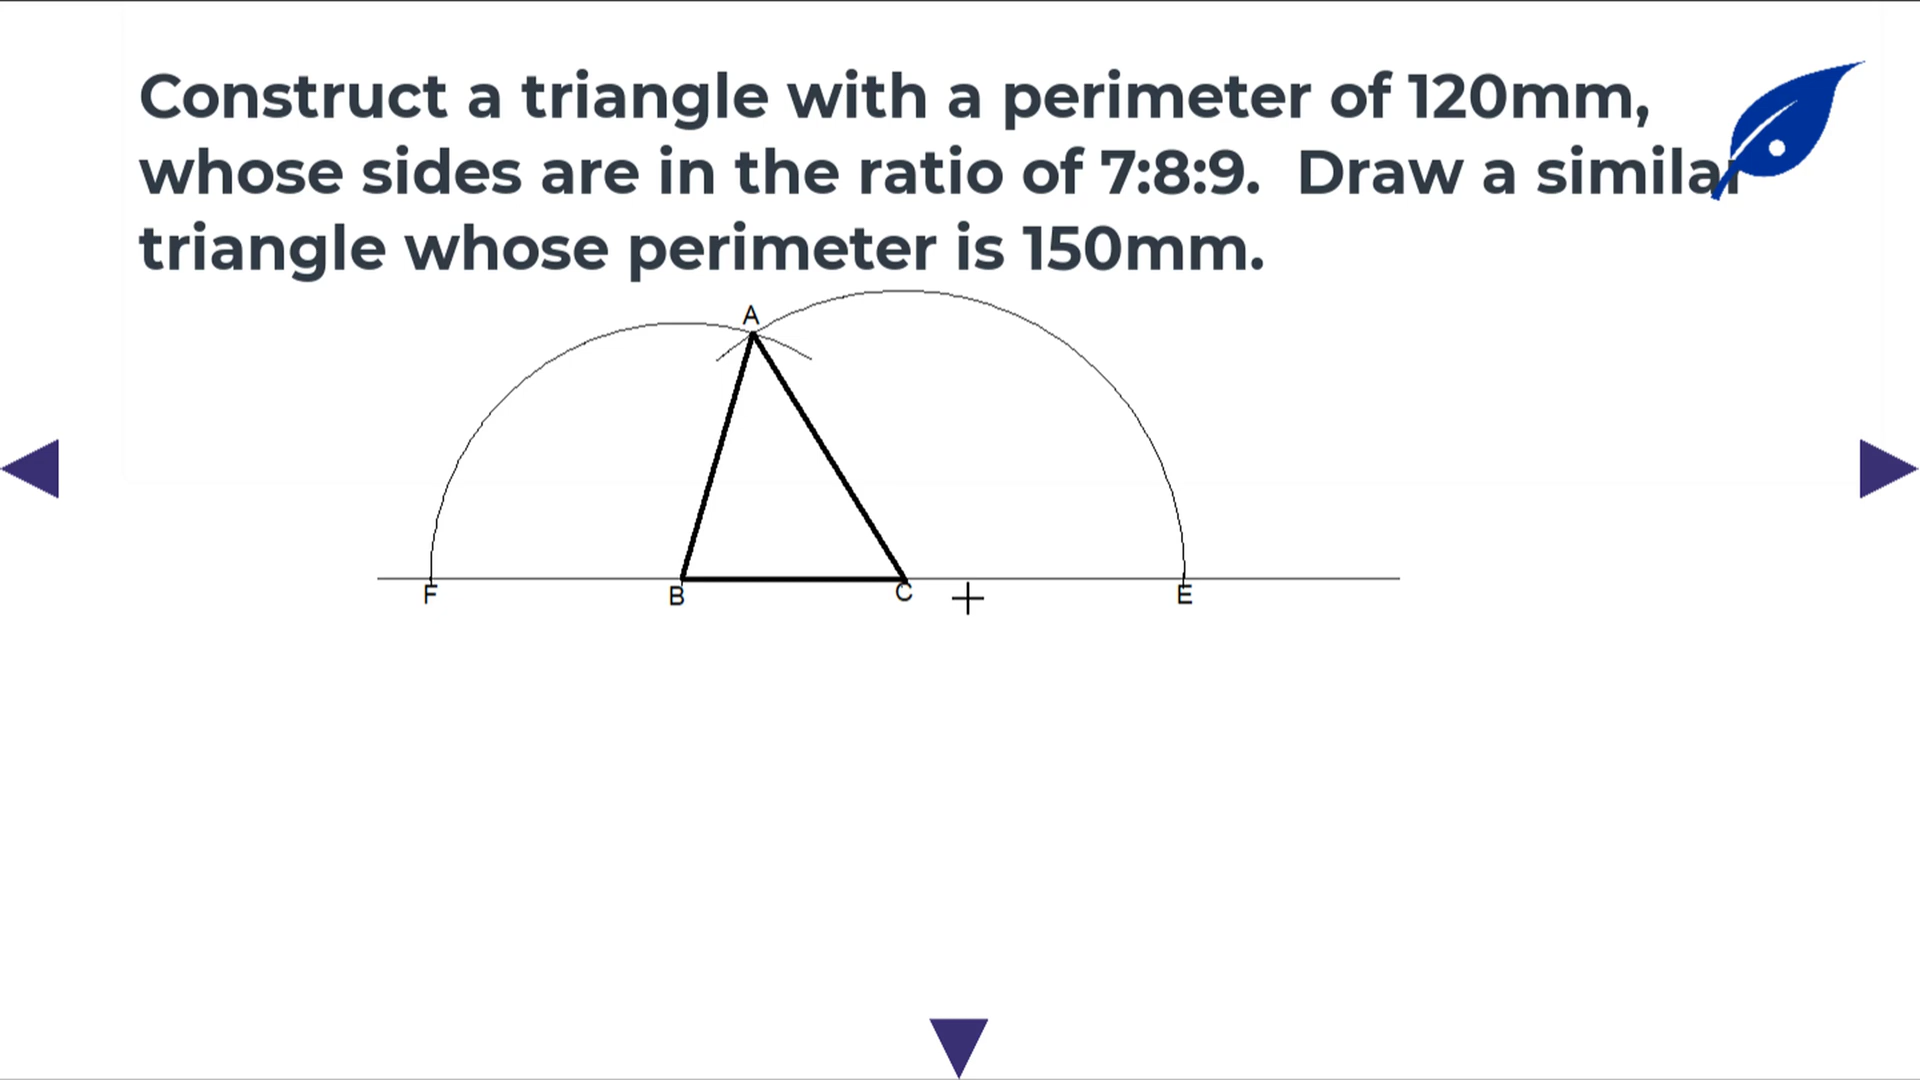 Construct a triangle with a perimeter of 120mm,
whose sides are in the ratio of 7:8:9. Draw a similar
triangle whose perimeter is 150mm.
A
F B C E